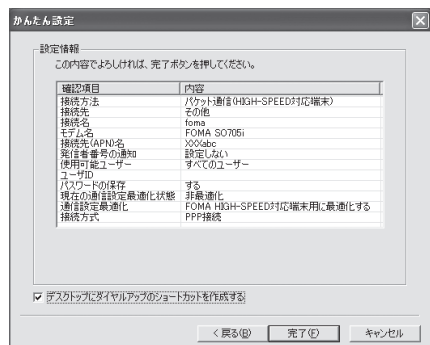 かんたん設定
設定情報
この内容でよろしければ、完了ボタンを押してください。
確認項目 内容
接続方法 パケット通信(HIGH-SPEED対応端末)
接続先 その他
接続名 foma
モデム名 FOMA SO705i
接続先(APN)名 XXXabc
発信者番号の通知 設定しない
使用可能ユーザー すべてのユーザー
ユーザID
パスワードの保存 する
現在の通信設定最適化状態 非最適化
通信設定最適化 FOMA HIGH-SPEED対応端末用に最適化する
接続方式 PPP接続
デスクトップにダイヤルアップのショートカットを作成する
< 戻る(B) 完了(F) キャンセル